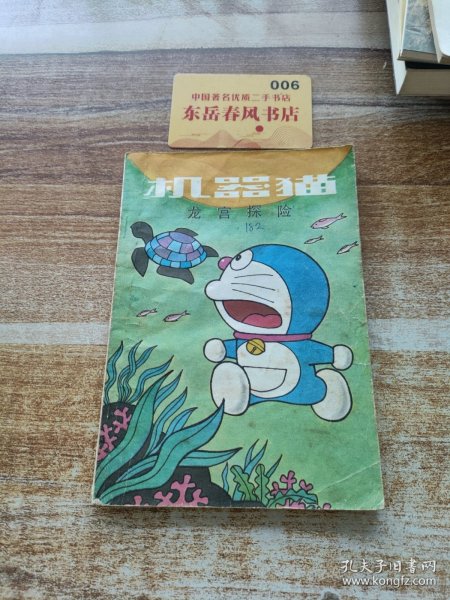 006
中国著名优质二手书店
东岳春风书店
机器猫
龙宫探险
182
孔夫子旧书网
www.kongfz.com